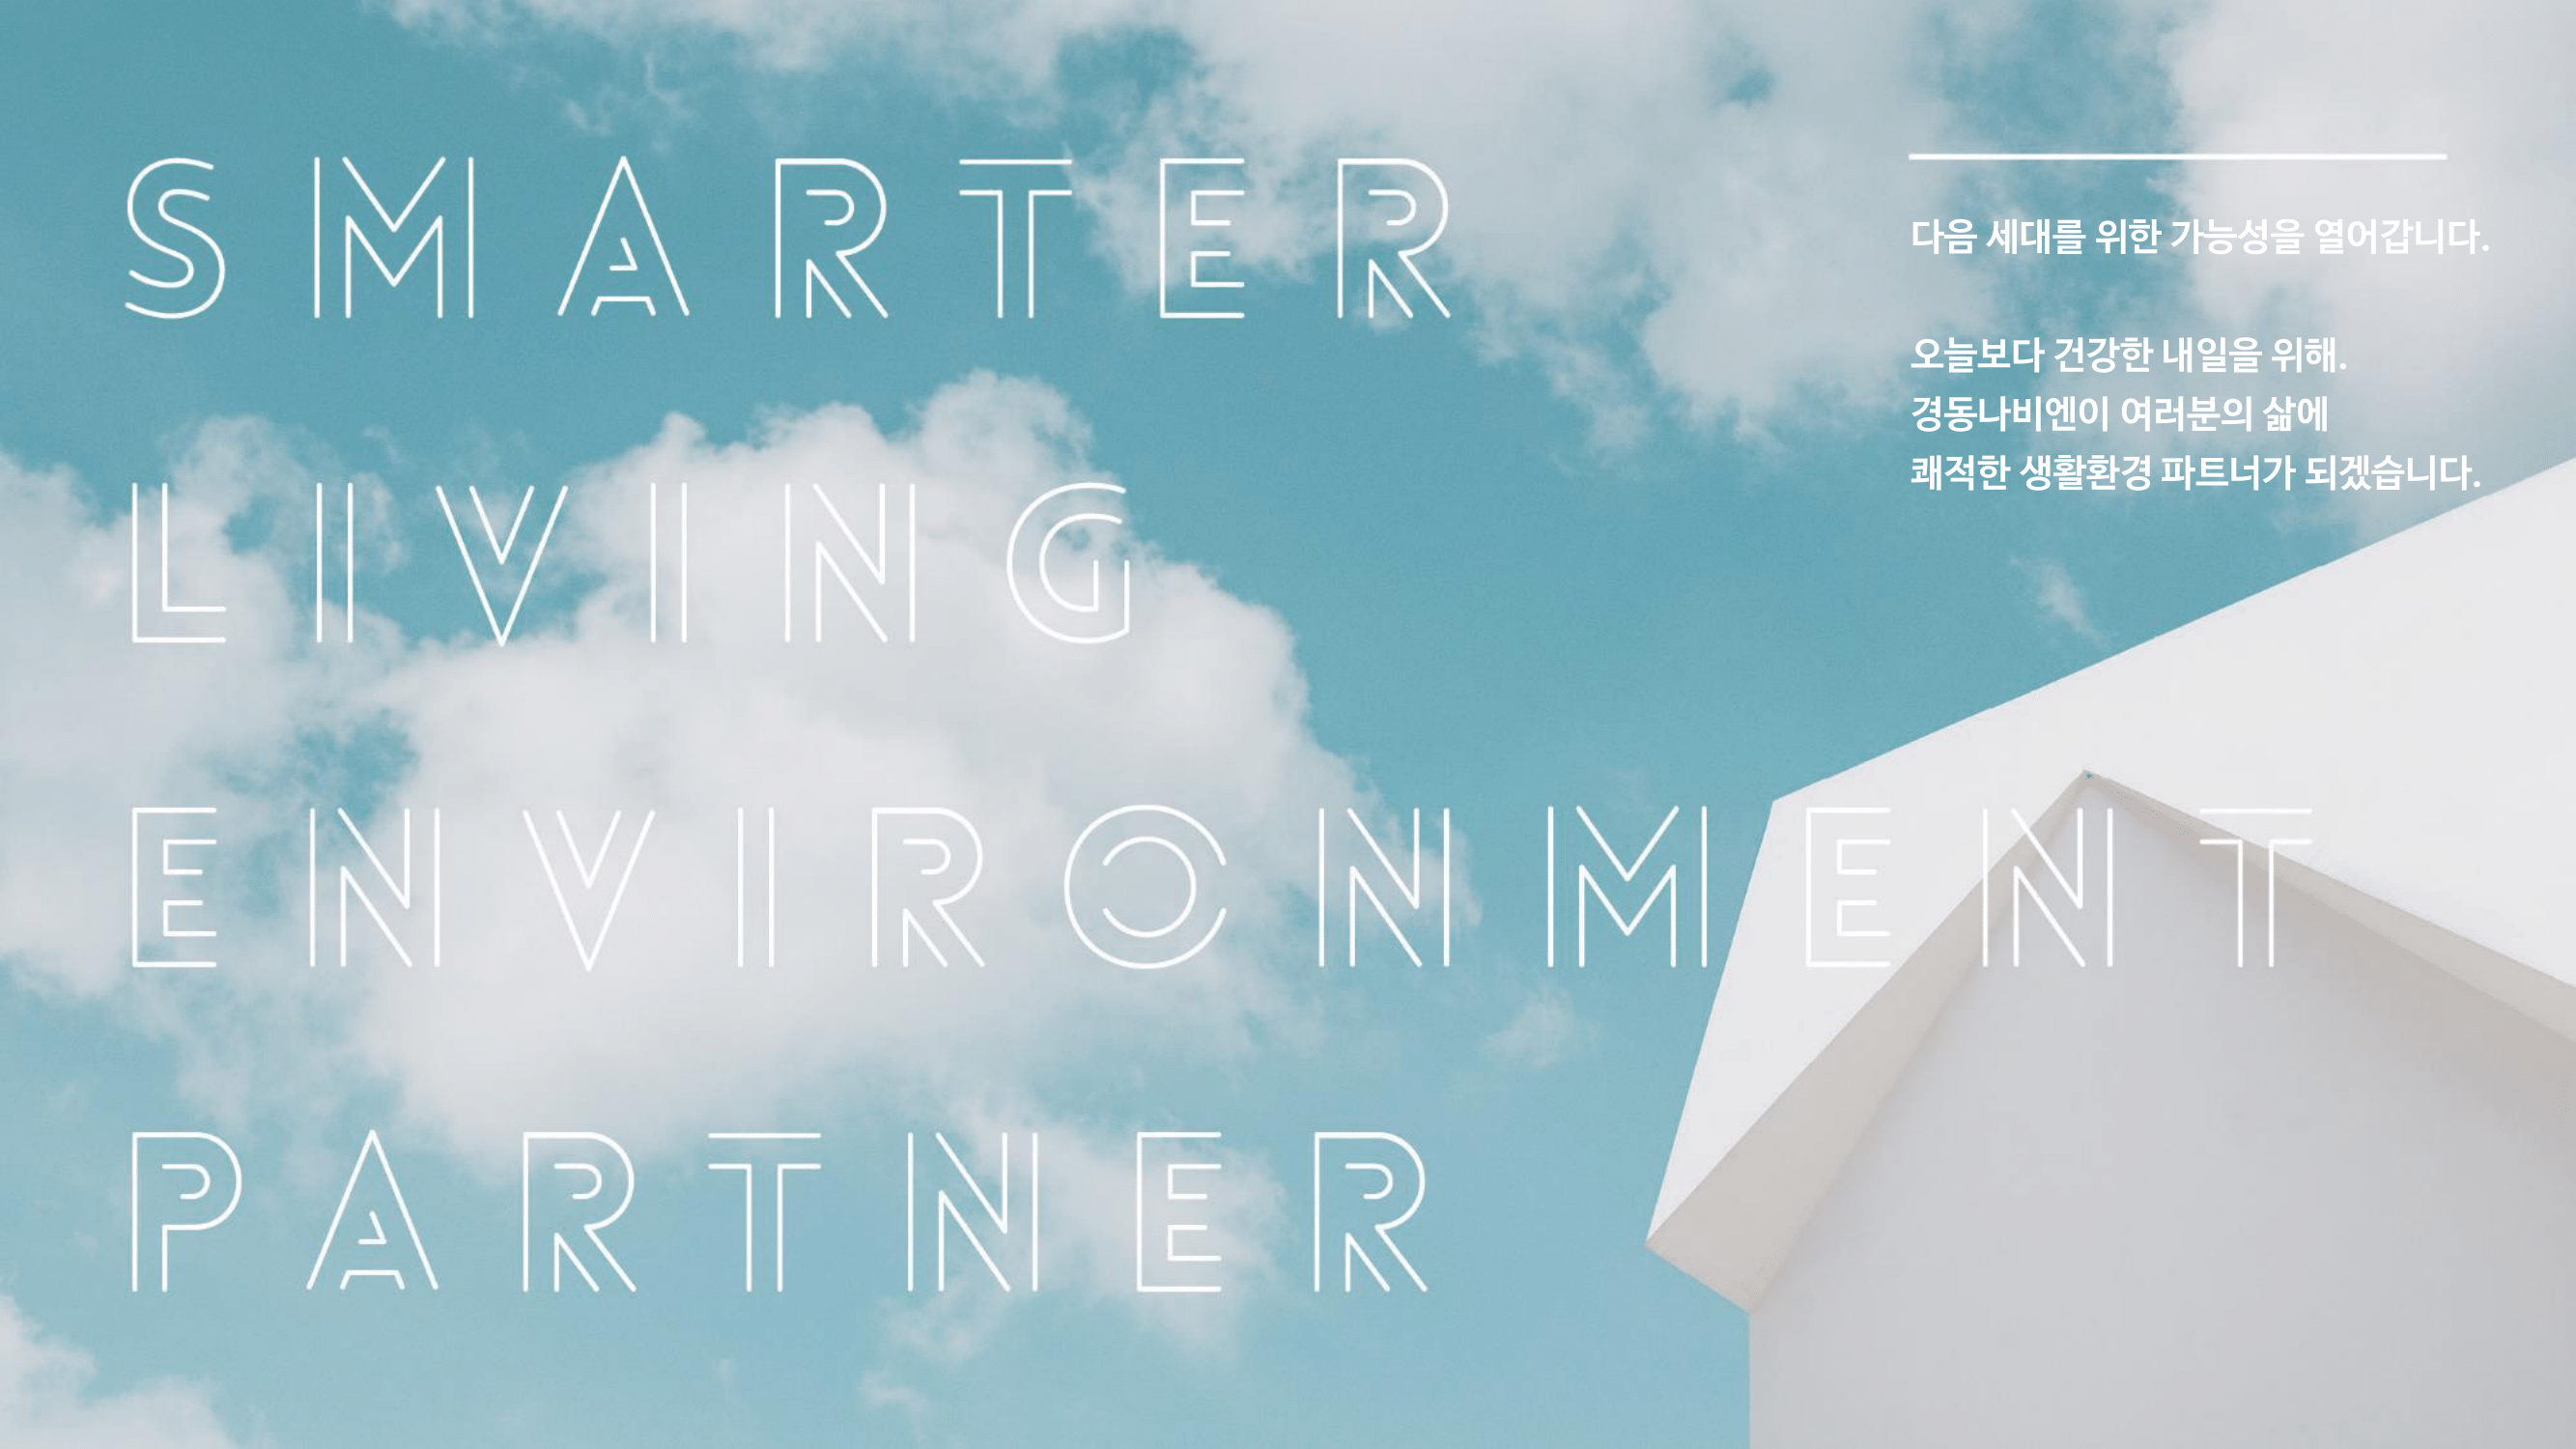 SMARTER
LIVING
ENVIRONMENT
PARTNER
다음 세대를 위한 가능성을 열어갑니다.
오늘보다 건강한 내일을 위해.
경동나비엔이 여러분의 삶에
쾌적한 생활환경 파트너가 되겠습니다.